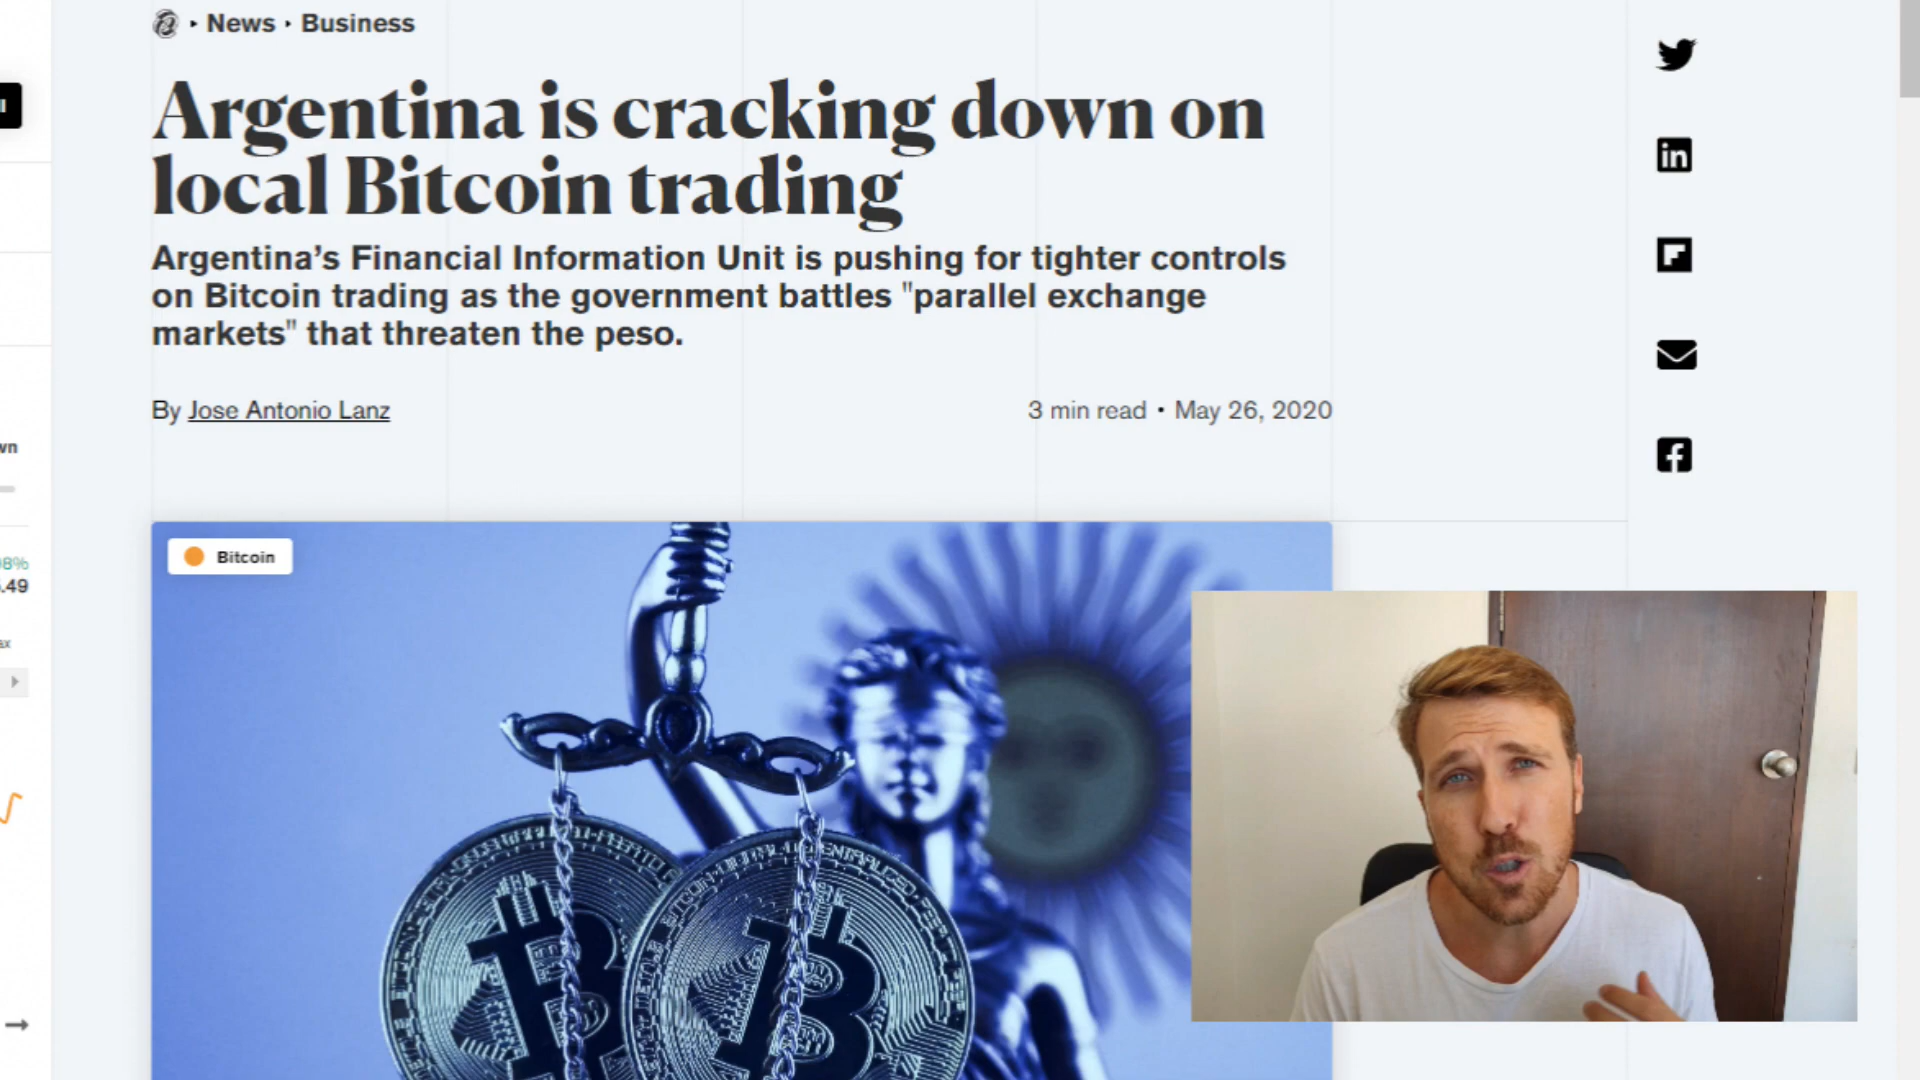 News • Business
Argentina is cracking down on
local Bitcoin trading
Argentina's Financial Information Unit is pushing for tighter controls
on Bitcoin trading as the government battles "parallel exchange
markets" that threaten the peso.
By Jose Antonio Lanz
3 min read • May 26, 2020
Bitcoin